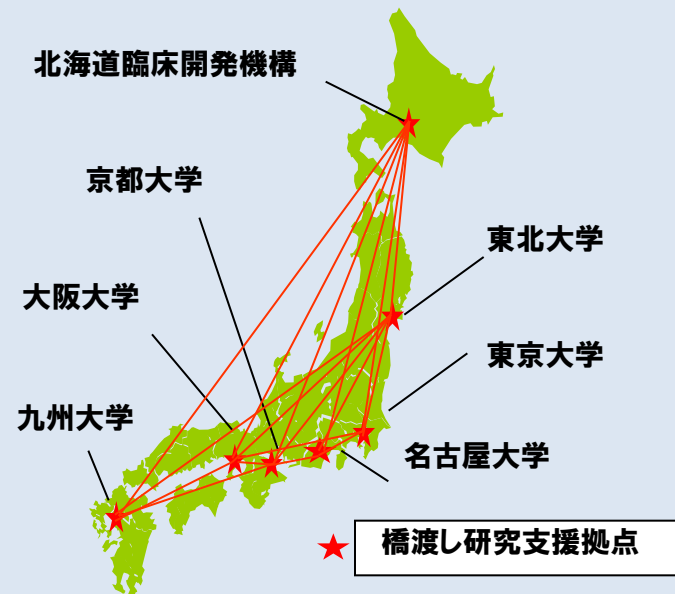 北海道臨床開発機構
京都大学
東北大学
大阪大学
東京大学
九州大学
名古屋大学
橋渡し研究支援拠点